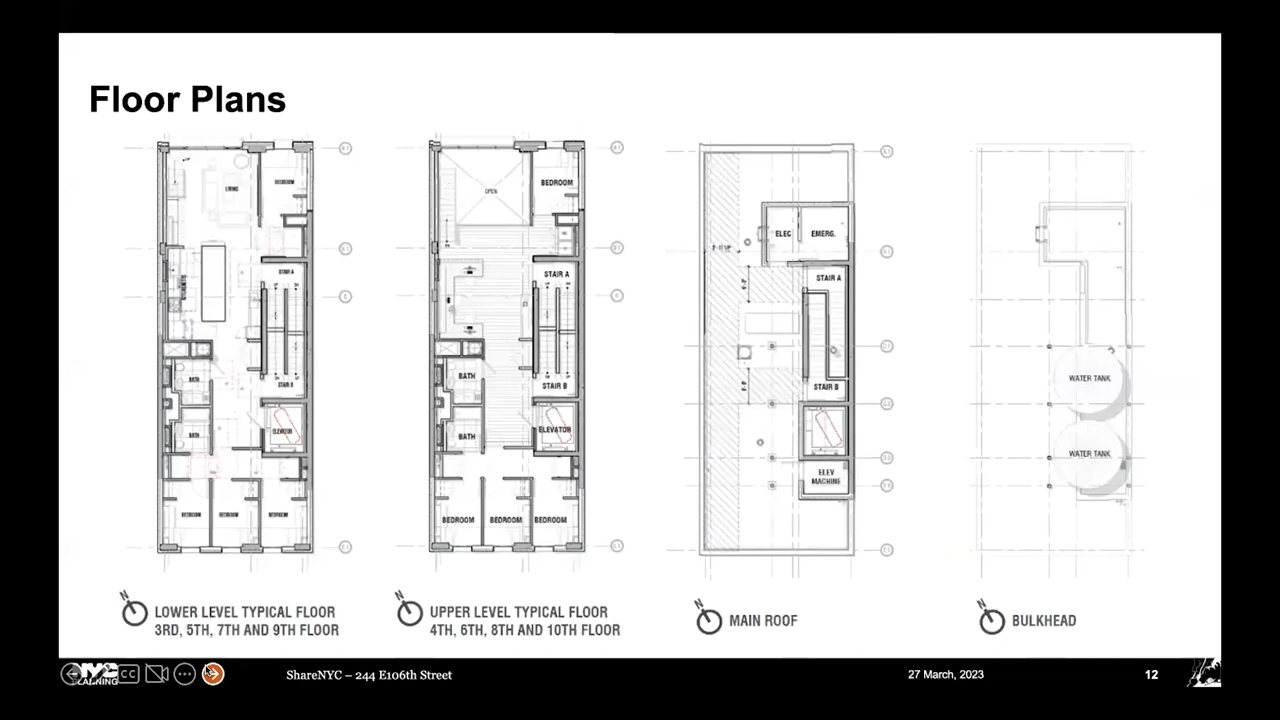 Floor Plans
LIVING
BEDROOM
STAIR A
STAIR B
BATH
BATH
ELEVATOR
BEDROOM
BEDROOM
BEDROOM
OPEN
BEDROOM
STAIR A
STAIR B
BATH
BATH
ELEVATOR
BEDROOM
BEDROOM
BEDROOM
ELEC
EMERG.
STAIR A
STAIR B
ELEV
MACHINE
WATER TANK
WATER TANK
N
LOWER LEVEL TYPICAL FLOOR
3RD, 5TH, 7TH AND 9TH FLOOR
N
UPPER LEVEL TYPICAL FLOOR
4TH, 6TH, 8TH AND 10TH FLOOR
N
MAIN ROOF
N
BULKHEAD
NYC
PLANNING
CC
ShareNYC – 244 E106th Street
27 March, 2023
12